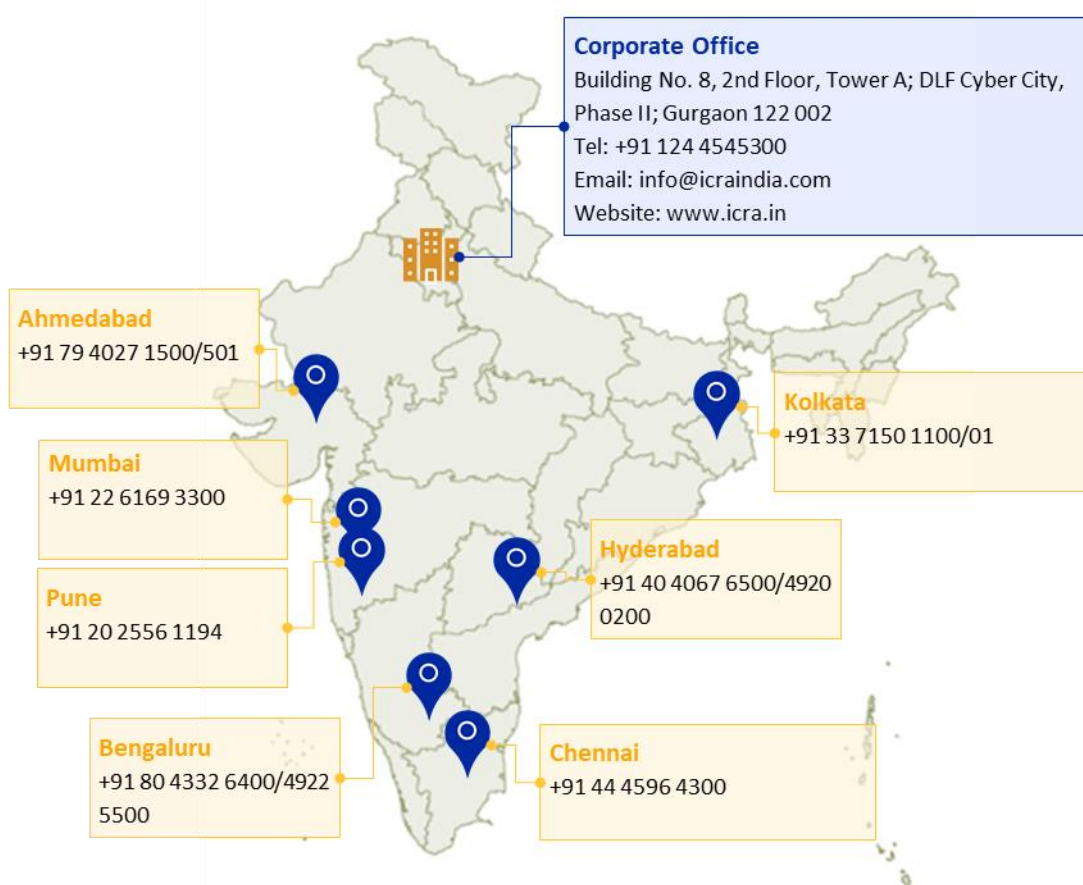 Corporate Office
Building No. 8, 2nd Floor, Tower A; DLF Cyber City,
Phase II; Gurgaon 122 002
Tel: +91 124 4545300
Email: info@icraindia.com
Website: www.icra.in
Ahmedabad
+91 79 4027 1500/501
Kolkata
+91 33 7150 1100/01
Mumbai
+91 22 6169 3300
Hyderabad
+91 40 4067 6500/4920
0200
Pune
+91 20 2556 1194
Bengaluru
+91 80 4332 6400/4922
5500
Chennai
+91 44 4596 4300